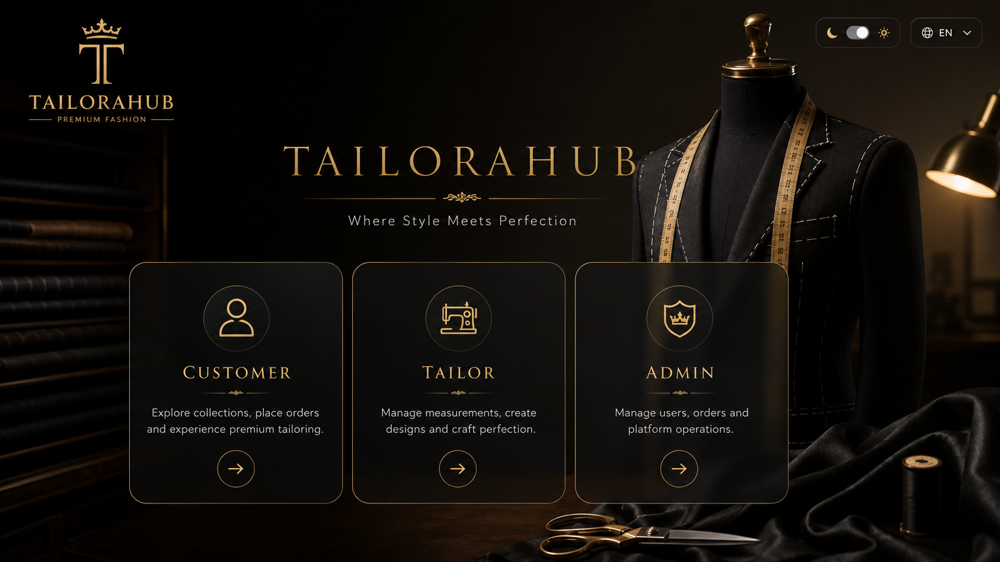 TAILORAHUB
PREMIUM FASHION
EN
TAILORAHUB
Where Style Meets Perfection
CUSTOMER
Explore collections, place orders
and experience premium tailoring.
TAILOR
Manage measurements, create
designs and craft perfection.
ADMIN
Manage users, orders and
platform operations.